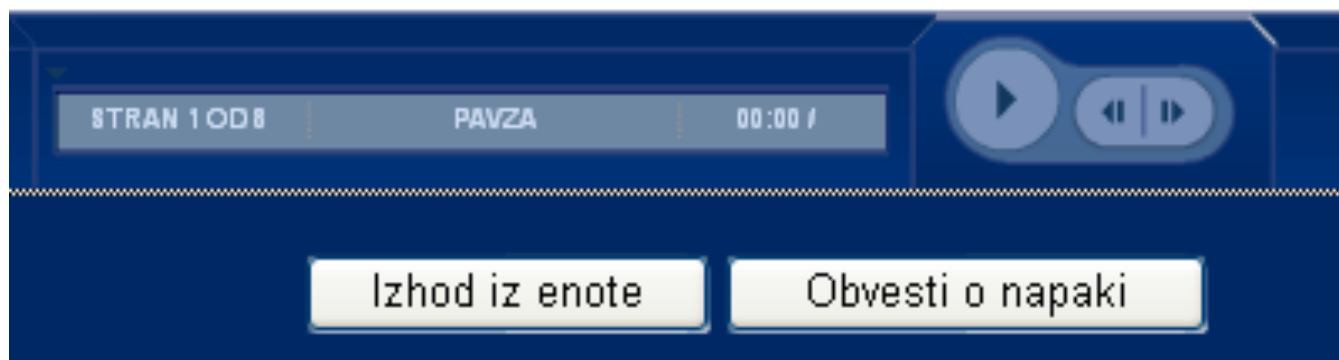 STRAN 1 OD 8 PAVZA 00:00 /
Izhod iz enote Obvesti o napaki